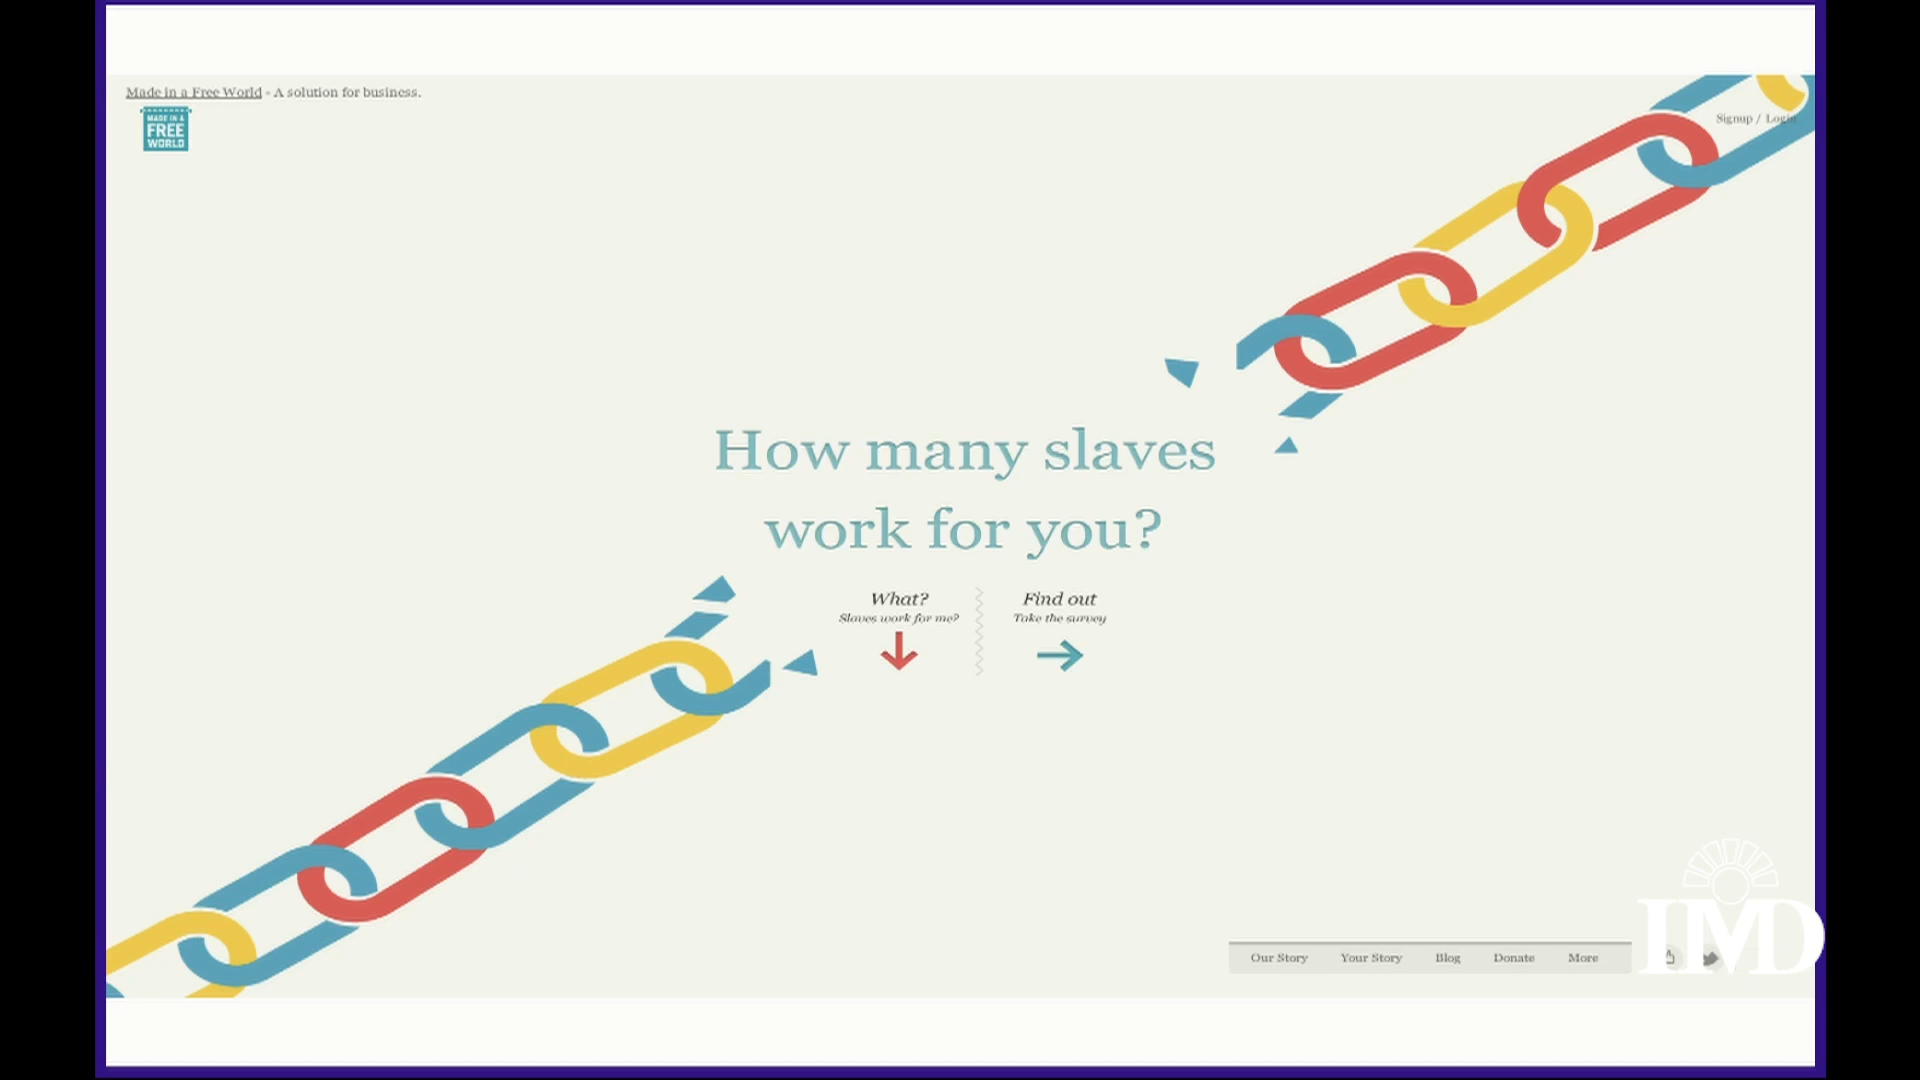 Made in a Free World - A solution for business.
MADE IN A
FREE
WORLD
Signup / Login
How many slaves
work for you?
What?
Slaves work for me?
Find out
Take the survey
Our Story
Your Story
Blog
Donate
More
IMD